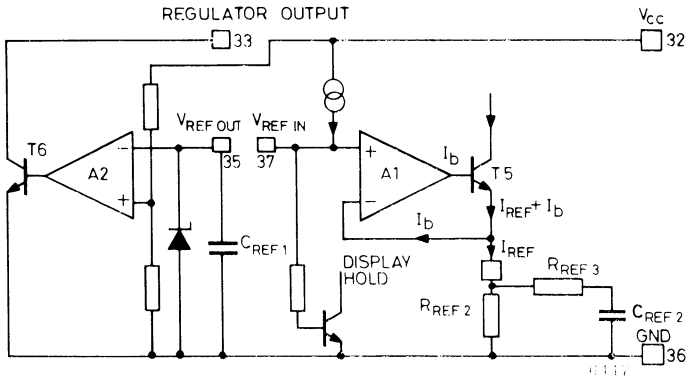 REGULATOR OUTPUT
33
VCC
32
T6
A2
−
+
VREF OUT
35
VREF IN
37
+
−
A1
Ib
T5
IREF + Ib
Ib
IREF
CREF 1
DISPLAY
HOLD
RREF 3
RREF 2
CREF 2
GND
36